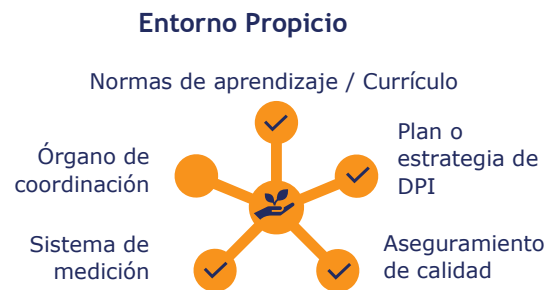 Entorno Propicio
Normas de aprendizaje / Currículo
Órgano de
coordinación
Plan o
estrategia de
DPI
Sistema de
medición
Aseguramiento
de calidad